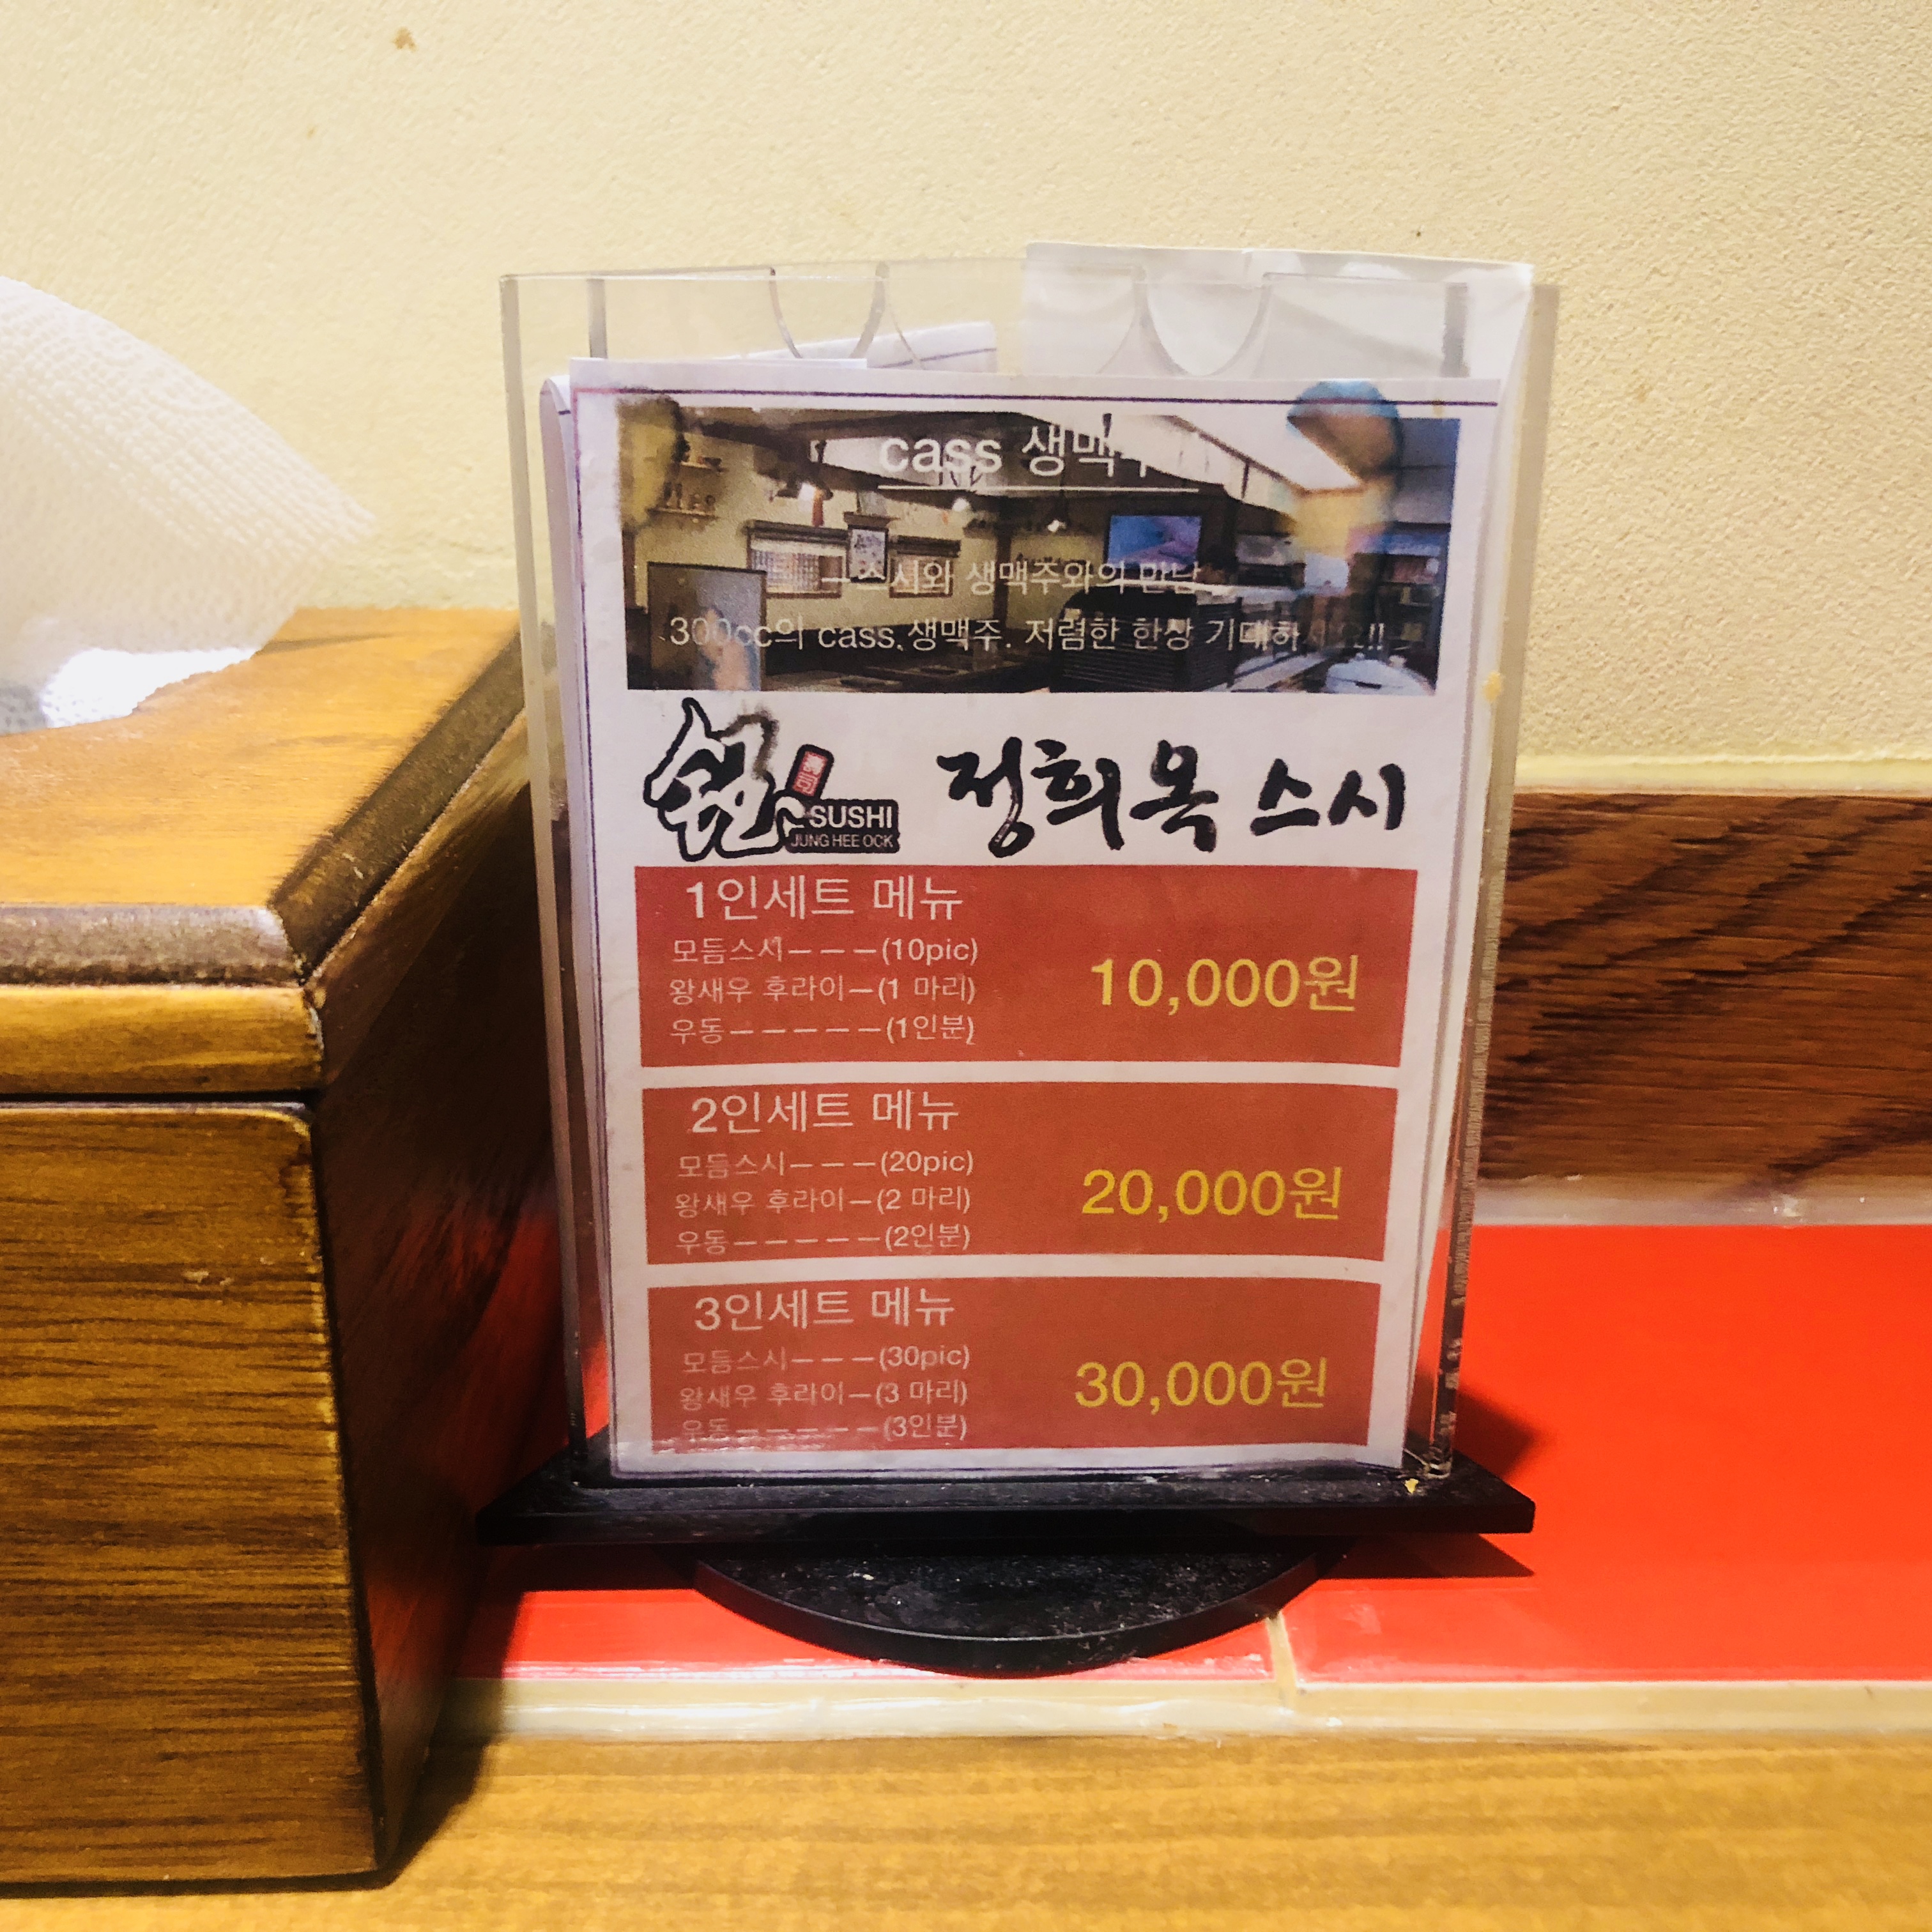 cass 생맥주
스시와 생맥주와의 만남
300cc의 cass 생맥주. 저렴한 한상
SUSHI
JUNG HEE OCK
정희옥 스시
1인세트 메뉴
모듬스시---(10pic)
왕새우 후라이-(1 마리)
우동-----(1인분)
10,000원
2인세트 메뉴
모듬스시---(20pic)
왕새우 후라이-(2 마리)
우동-----(2인분)
20,000원
3인세트 메뉴
모듬스시---(30pic)
왕새우 후라이-(3 마리)
우동-----(3인분)
30,000원